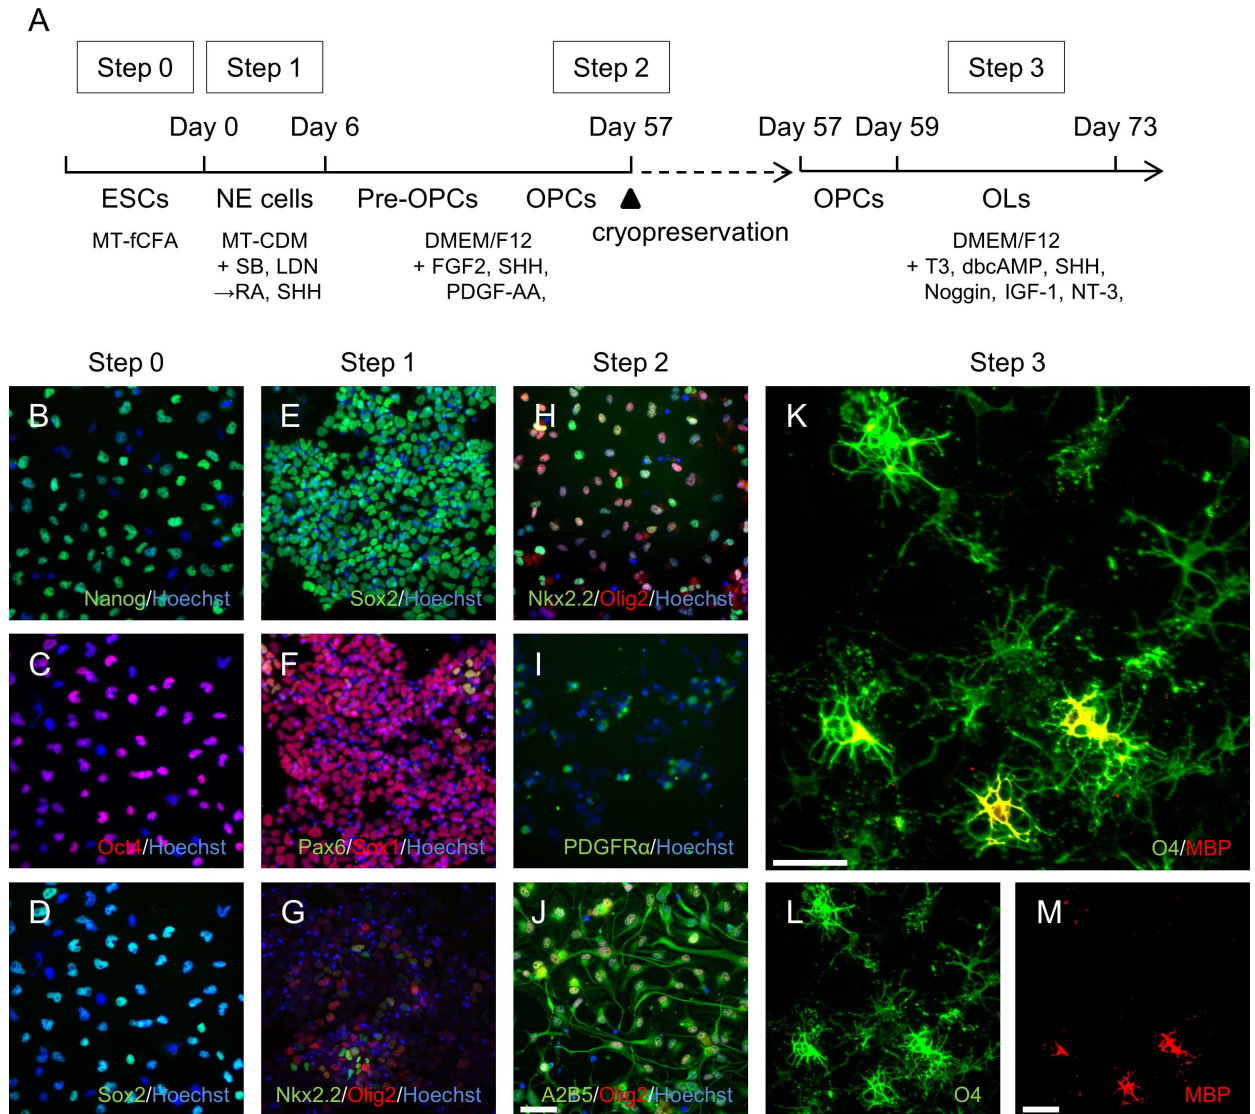 A
Step 0 Step 1 Step 2 Step 3
Day 0 Day 6 Day 57 Day 57 Day 59 Day 73
ESCs NE cells Pre-OPCs OPCs OPCs OLs
cryopreservation
MT-fCFA MT-CDM DMEM/F12 DMEM/F12
+ SB, LDN + FGF2, SHH, + T3, dbcAMP, SHH,
→RA, SHH PDGF-AA, Noggin, IGF-1, NT-3,
Step 0 Step 1 Step 2 Step 3
B E H K
Nanog/Hoechst Sox2/Hoechst Nkx2.2/Olig2/Hoechst
C F I
Oct4/Hoechst Pax6/Sox1/Hoechst PDGFRα/Hoechst O4/MBP
D G J L M
Sox2/Hoechst Nkx2.2/Olig2/Hoechst A2B5/Olig2/Hoechst O4 MBP